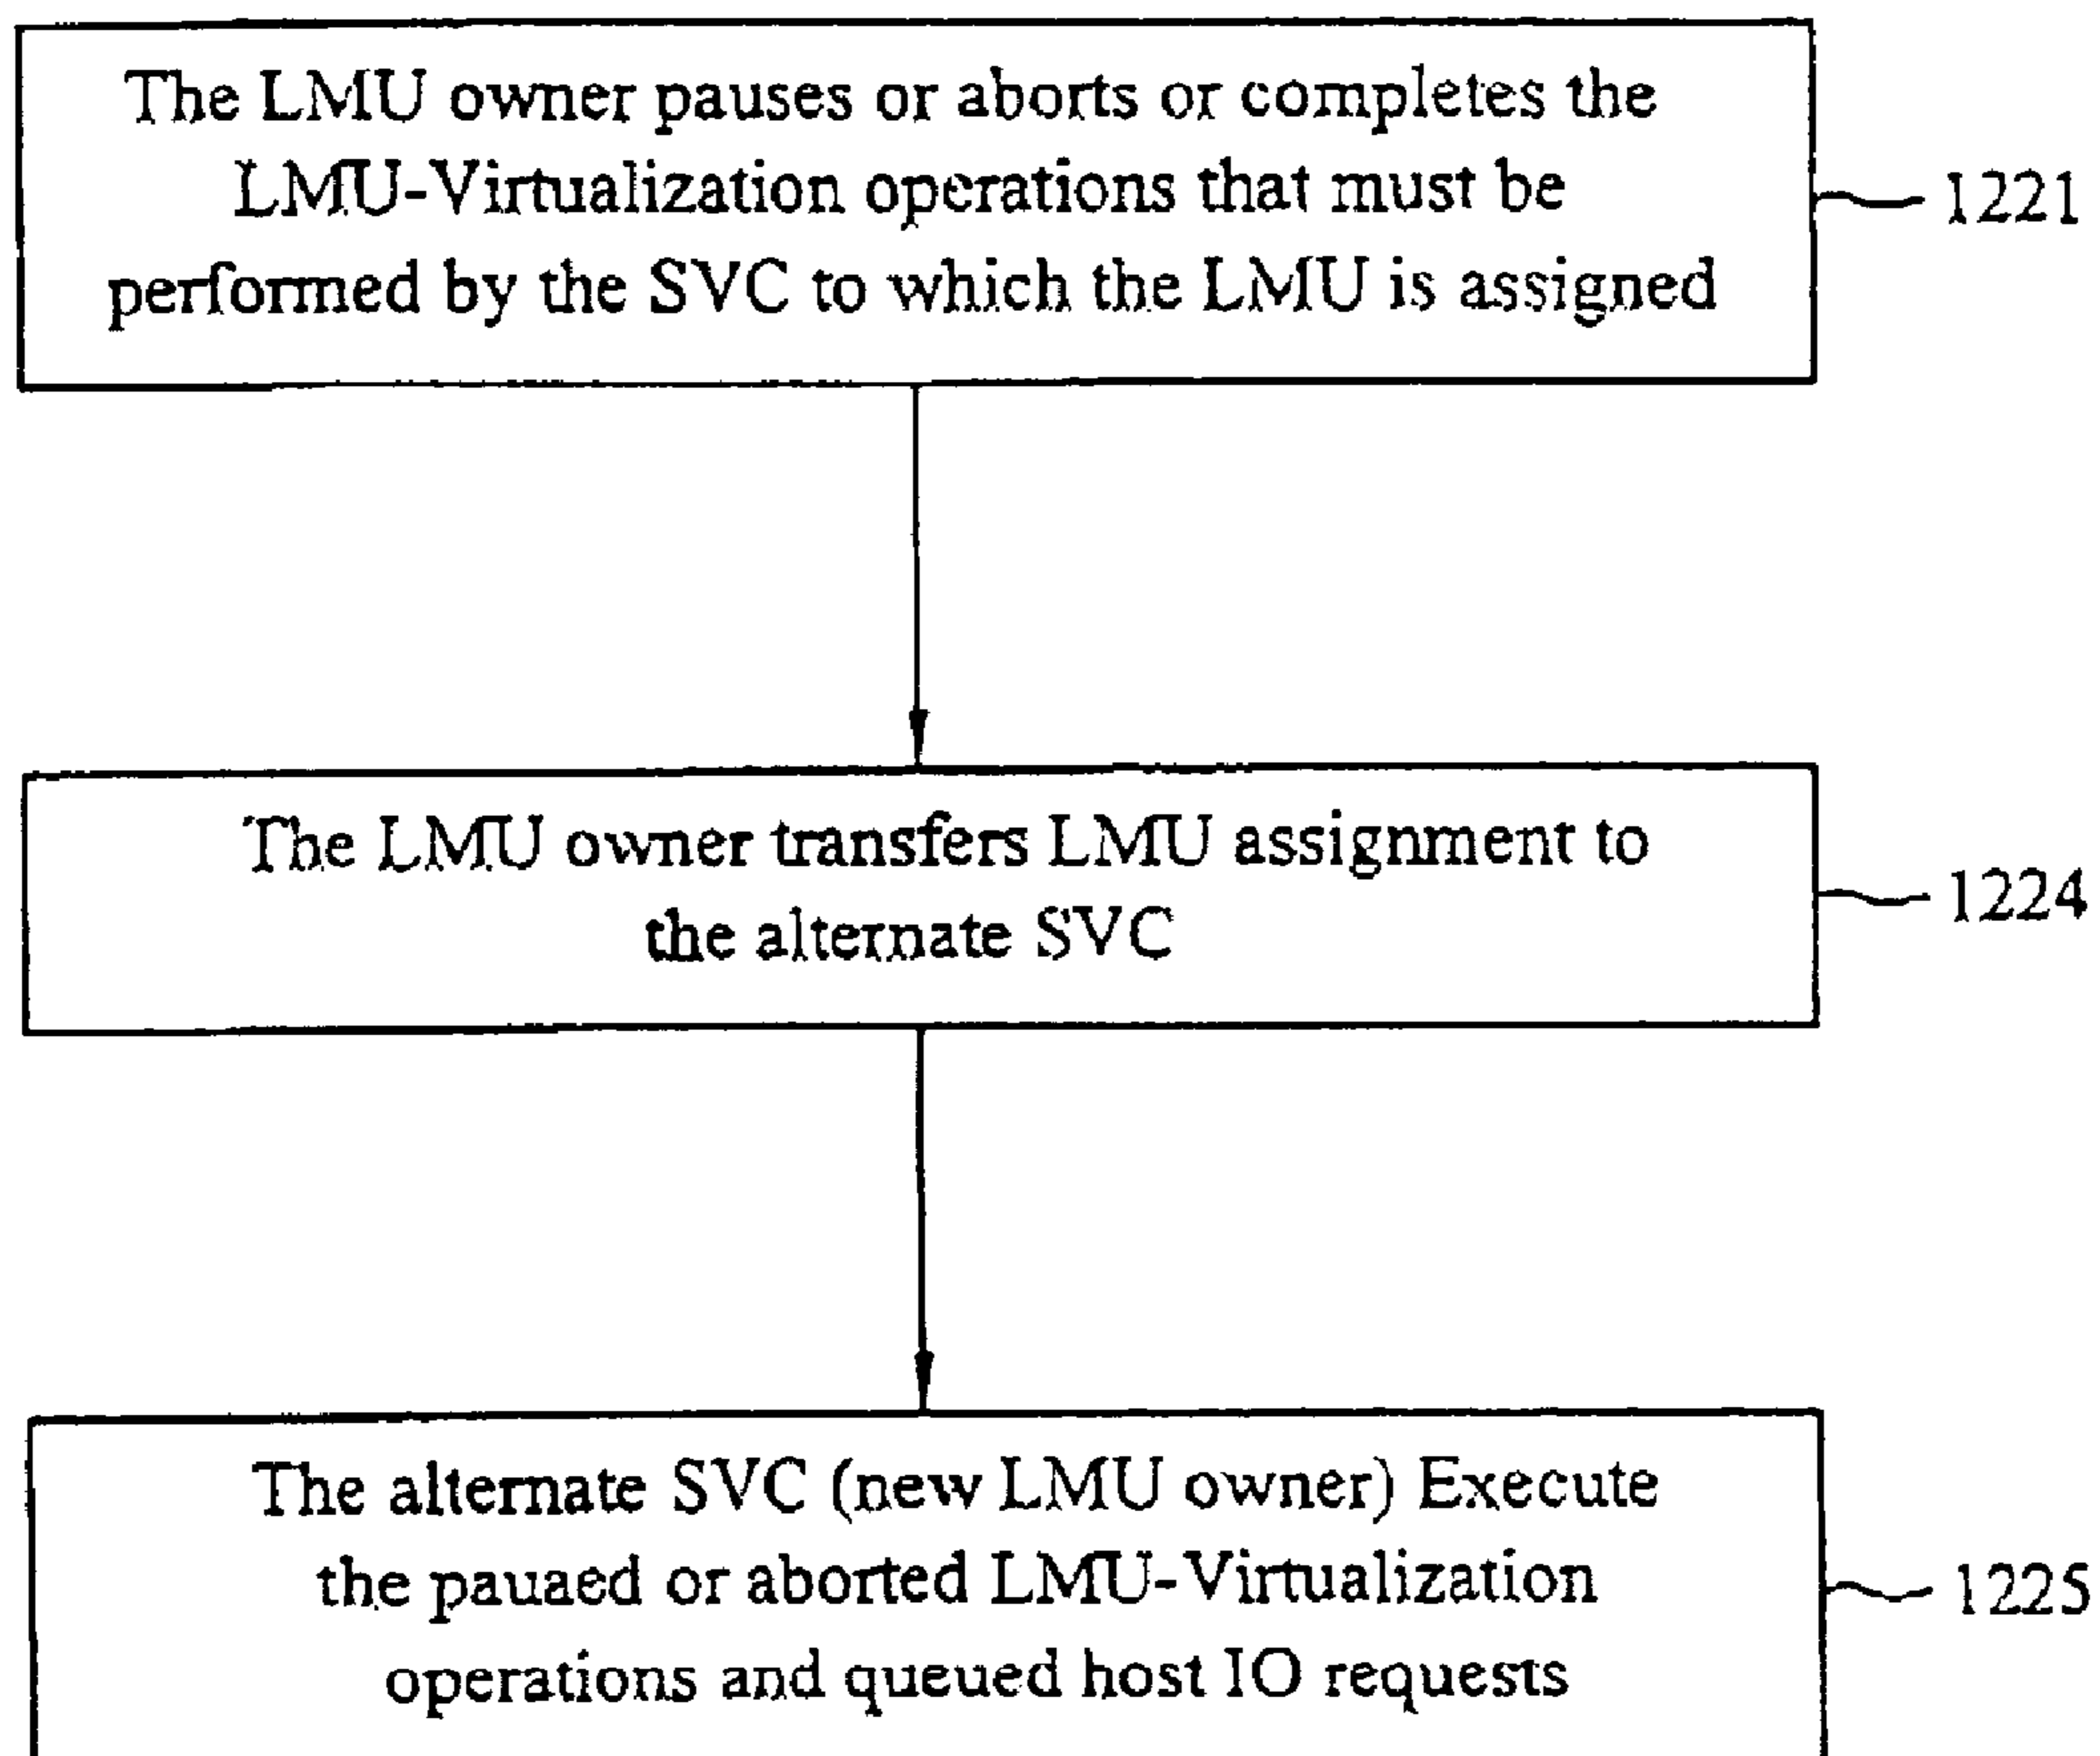 The LMU owner pauses or aborts or completes the
LMU-Virtualization operations that must be
performed by the SVC to which the LMU is assigned
1221
The LMU owner transfers LMU assignment to
the alternate SVC
1224
The alternate SVC (new LMU owner) Execute
the pauaed or aborted LMU-Virtualization
operations and queued host IO requests
1225